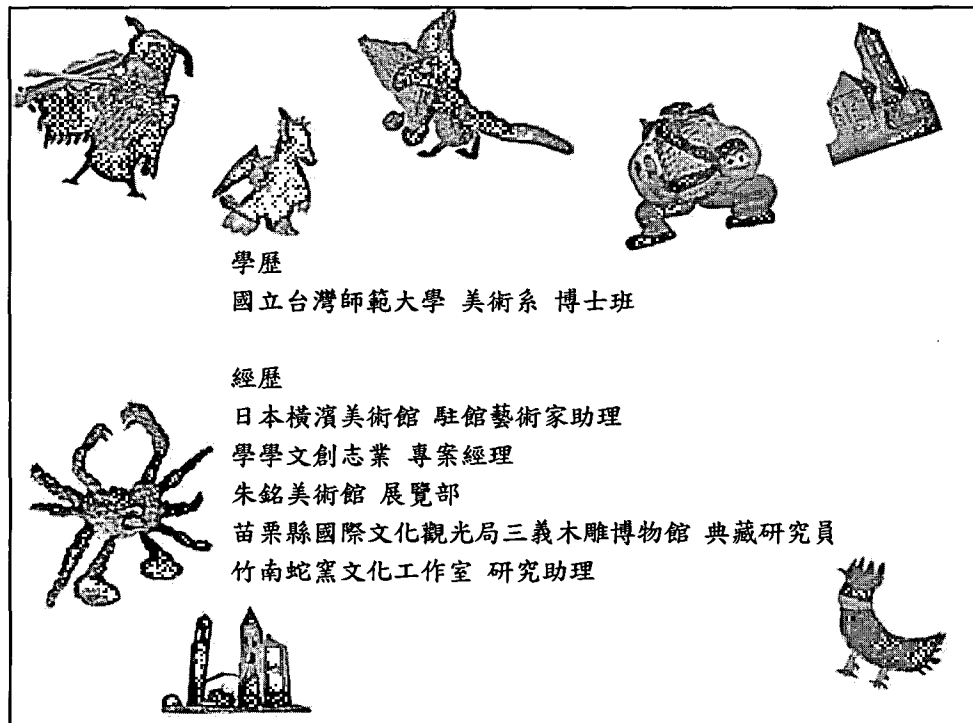 學歷
國立台灣師範大學 美術系 博士班
經歷
日本橫濱美術館 駐館藝術家助理
學學文創志業 專案經理
朱銘美術館 展覽部
苗栗縣國際文化觀光局三義木雕博物館 典藏研究員
竹南蛇窯文化工作室 研究助理